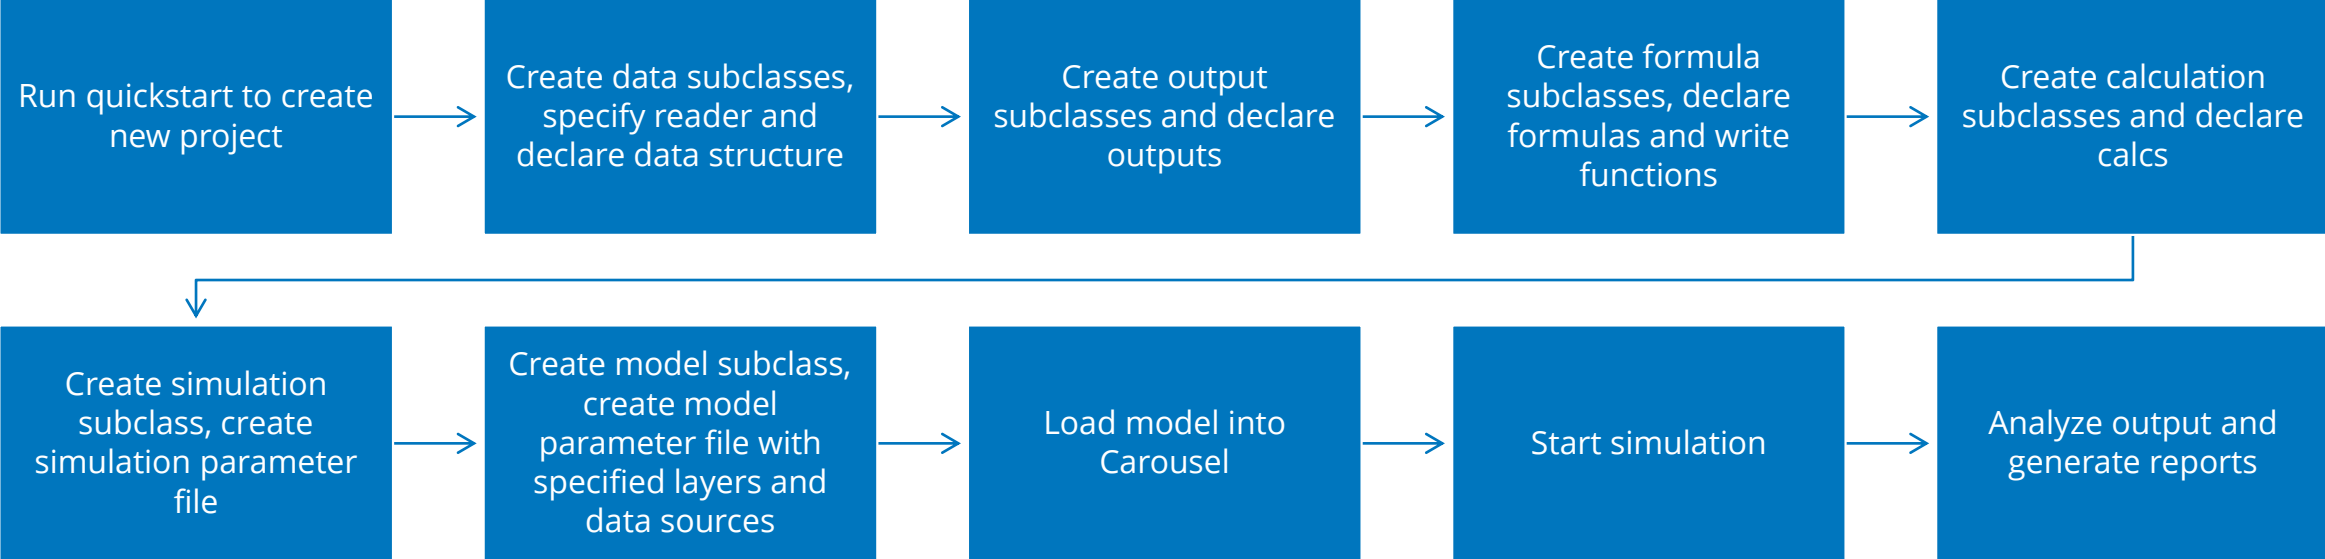 Run quickstart to create
new project
Create data subclasses,
specify reader and
declare data structure
Create output
subclasses and declare
outputs
Create formula
subclasses, declare
formulas and write
functions
Create calculation
subclasses and declare
calcs
Create simulation
subclass, create
simulation parameter
file
Create model subclass,
create model
parameter file with
specified layers and
data sources
Load model into
Carousel
Start simulation
Analyze output and
generate reports